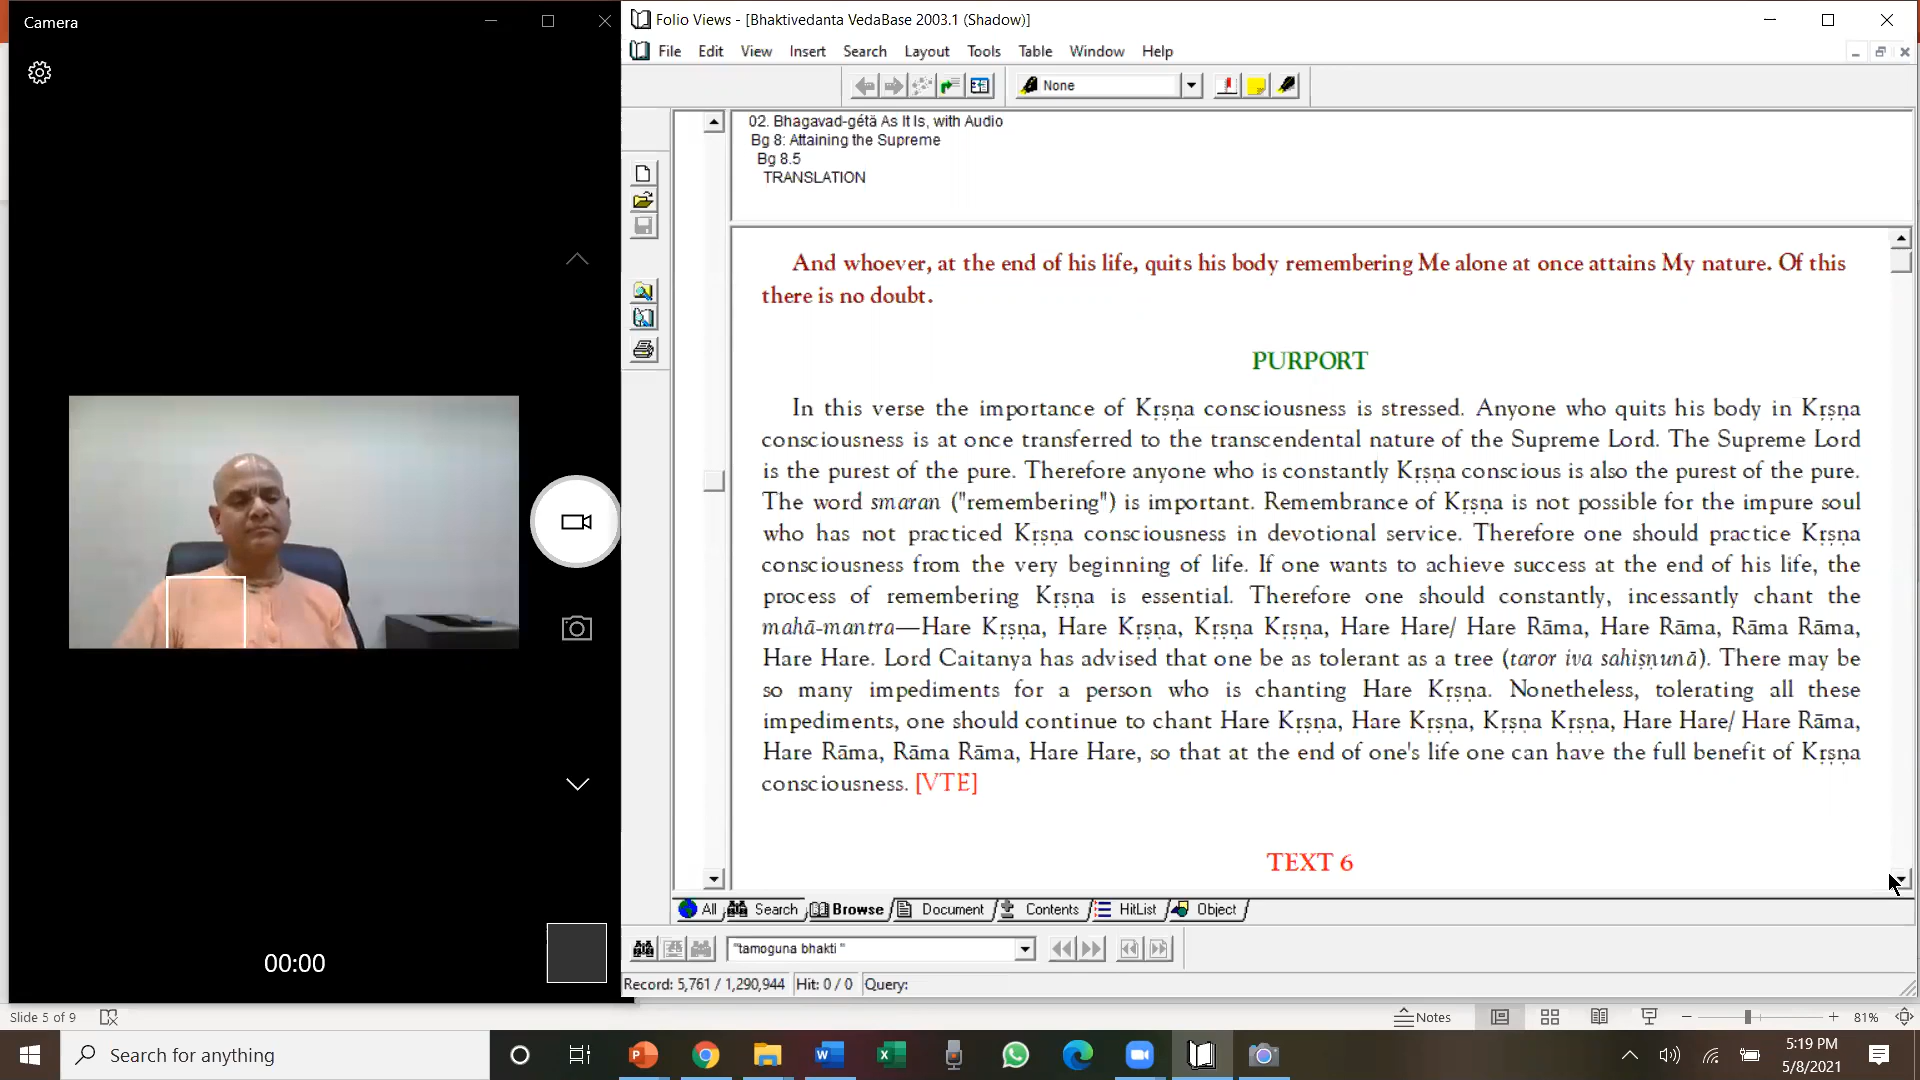 Camera
Folio Views - [Bhaktivedanta VedaBase 2003.1 (Shadow)]
File Edit View Insert Search Layout Tools Table Window Help
None
02. Bhagavad-gétä As It Is, with Audio
Bg 8: Attaining the Supreme
Bg 8.5
TRANSLATION
And whoever, at the end of his life, quits his body remembering Me alone at once attains My nature. Of this
there is no doubt.
PURPORT
In this verse the importance of Kṛṣṇa consciousness is stressed. Anyone who quits his body in Kṛṣṇa
consciousness is at once transferred to the transcendental nature of the Supreme Lord. The Supreme Lord
is the purest of the pure. Therefore anyone who is constantly Kṛṣṇa conscious is also the purest of the pure.
The word smaran ("remembering") is important. Remembrance of Kṛṣṇa is not possible for the impure soul
who has not practiced Kṛṣṇa consciousness in devotional service. Therefore one should practice Kṛṣṇa
consciousness from the very beginning of life. If one wants to achieve success at the end of his life, the
process of remembering Kṛṣṇa is essential. Therefore one should constantly, incessantly chant the
mahā-mantra—Hare Kṛṣṇa, Hare Kṛṣṇa, Kṛṣṇa Kṛṣṇa, Hare Hare/ Hare Rāma, Hare Rāma, Rāma Rāma,
Hare Hare. Lord Caitanya has advised that one be as tolerant as a tree (taror iva sahiṣṇunā). There may be
so many impediments for a person who is chanting Hare Kṛṣṇa. Nonetheless, tolerating all these
impediments, one should continue to chant Hare Kṛṣṇa, Hare Kṛṣṇa, Kṛṣṇa Kṛṣṇa, Hare Hare/ Hare Rāma,
Hare Rāma, Rāma Rāma, Hare Hare, so that at the end of one's life one can have the full benefit of Kṛṣṇa
consciousness. [VTE]
TEXT 6
All Search Browse Document Contents HitList Object
"tamoguna bhakti "
00:00
Record: 5,761 / 1,290,944 Hit: 0 / 0 Query:
Slide 5 of 9 Notes 81%
Search for anything
5:19 PM
5/8/2021